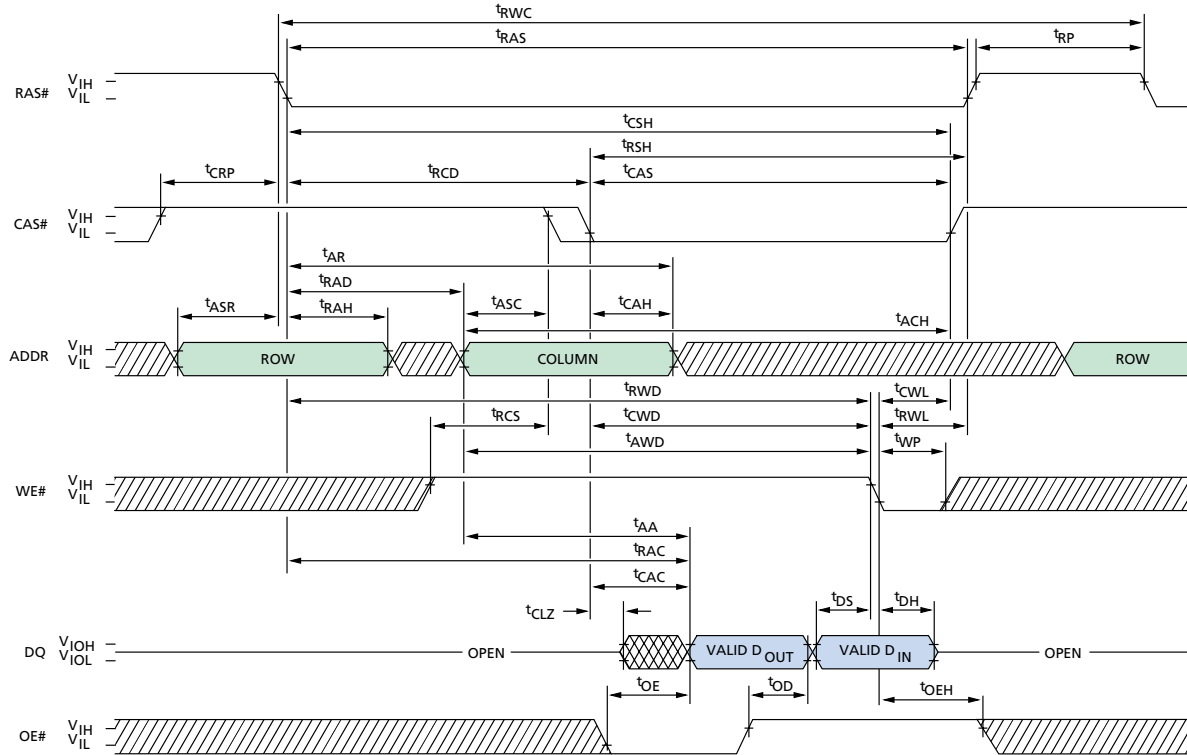 tRWC
tRAS
tRP
RAS#
VIH
VIL
tCSH
tRSH
tCRP
tRCD
tCAS
CAS#
VIH
VIL
tAR
tRAD
tASC
tCAH
tASR
tRAH
tACH
ADDR
VIH
VIL
ROW
COLUMN
ROW
tRWD
tCWL
tRCS
tCWD
tRWL
tAWD
tWP
WE#
VIH
VIL
tAA
tRAC
tCAC
tCLZ
tDS
tDH
DQ
VIOH
VIOL
OPEN
VALID DOUT
VALID DIN
OPEN
tOE
tOD
tOEH
OE#
VIH
VIL